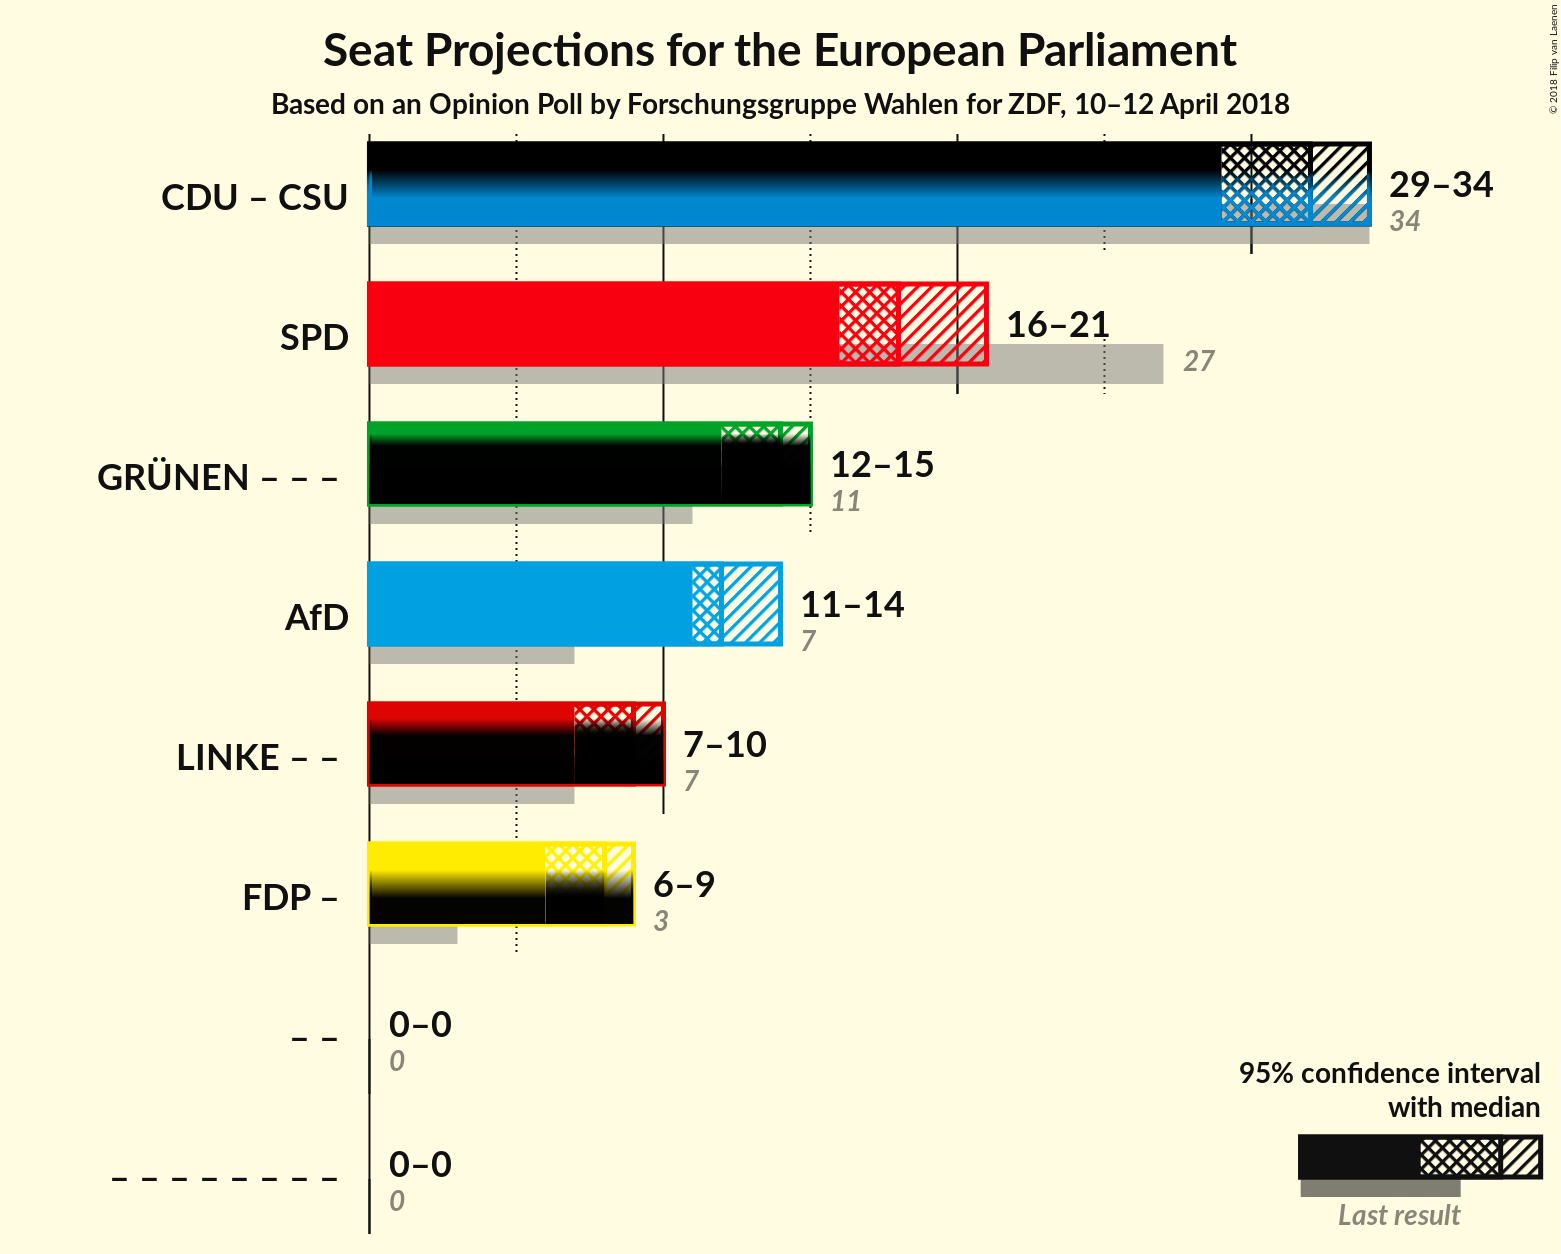 Seat Projections for the European Parliament
Based on an Opinion Poll by Forschungsgruppe Wahlen for ZDF, 10–12 April 2018
© 2018 Filip van Laenen
CDU – CSU
29–34
34
SPD
16–21
27
GRÜNEN – – –
12–15
11
AfD
11–14
7
LINKE – –
7–10
7
FDP –
6–9
3
– –
0–0
0
– – – – – – – –
0–0
0
95% confidence interval
with median
Last result